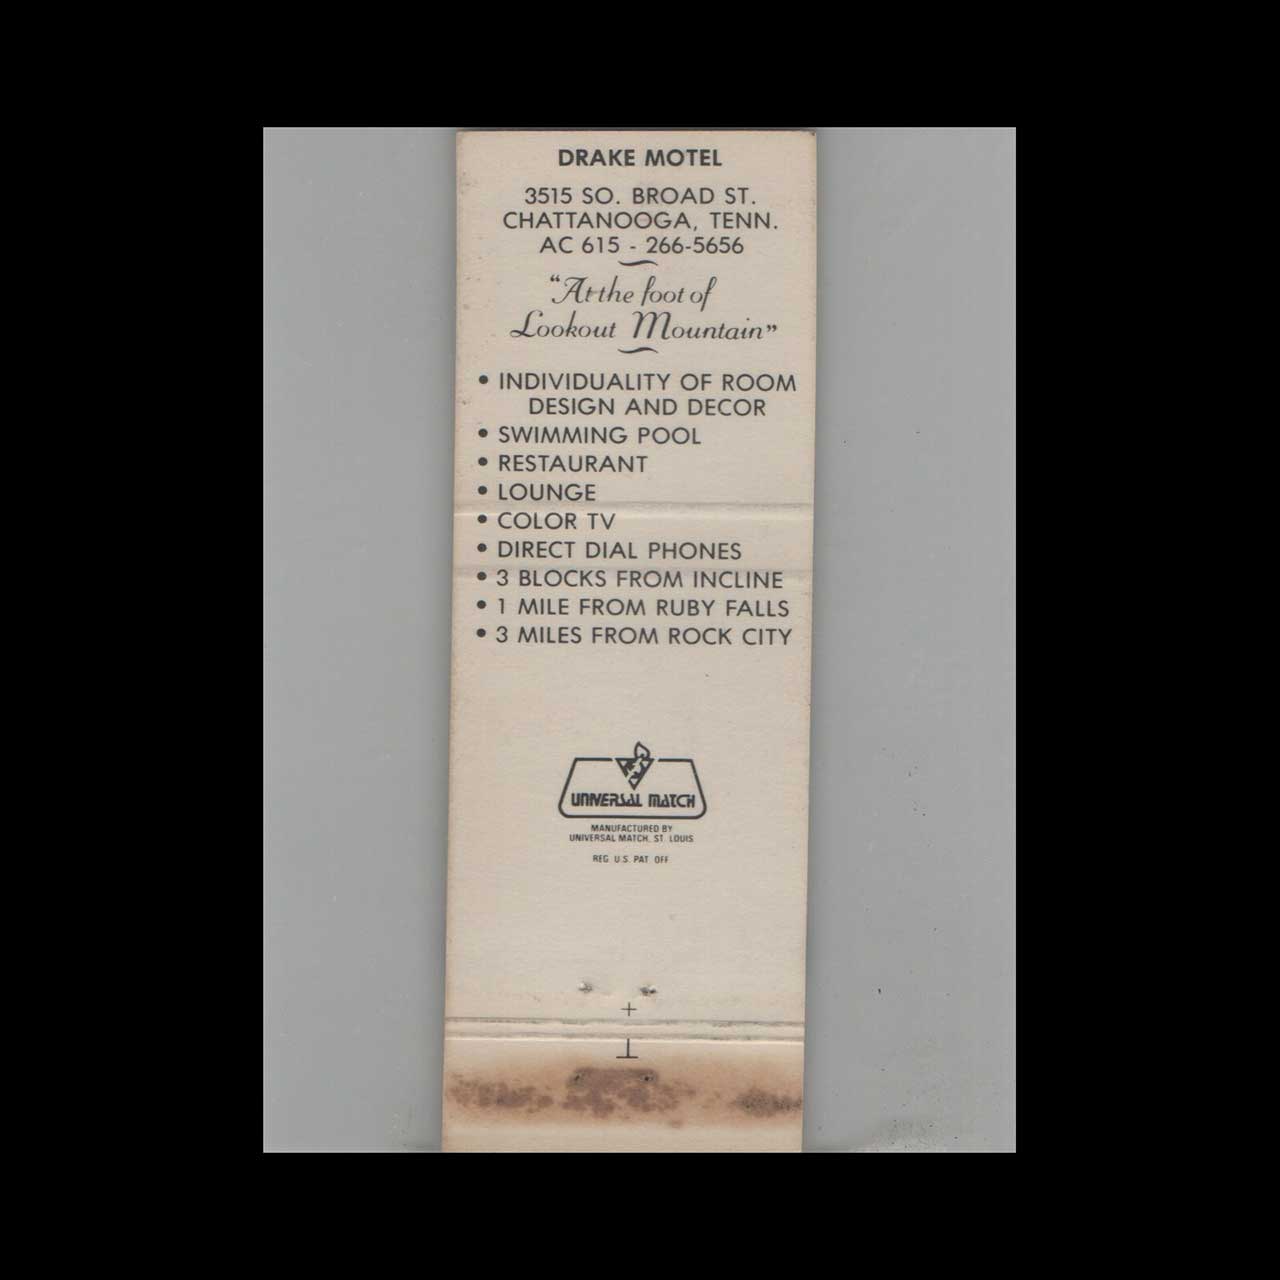 DRAKE MOTEL
3515 SO. BROAD ST.
CHATTANOOGA, TENN.
AC 615 - 266-5656
"At the foot of
Lookout Mountain"
• INDIVIDUALITY OF ROOM
DESIGN AND DECOR
• SWIMMING POOL
• RESTAURANT
• LOUNGE
• COLOR TV
• DIRECT DIAL PHONES
• 3 BLOCKS FROM INCLINE
• 1 MILE FROM RUBY FALLS
• 3 MILES FROM ROCK CITY
UNIVERSAL MATCH
MANUFACTURED BY
UNIVERSAL MATCH, ST. LOUIS
REG. U.S. PAT. OFF